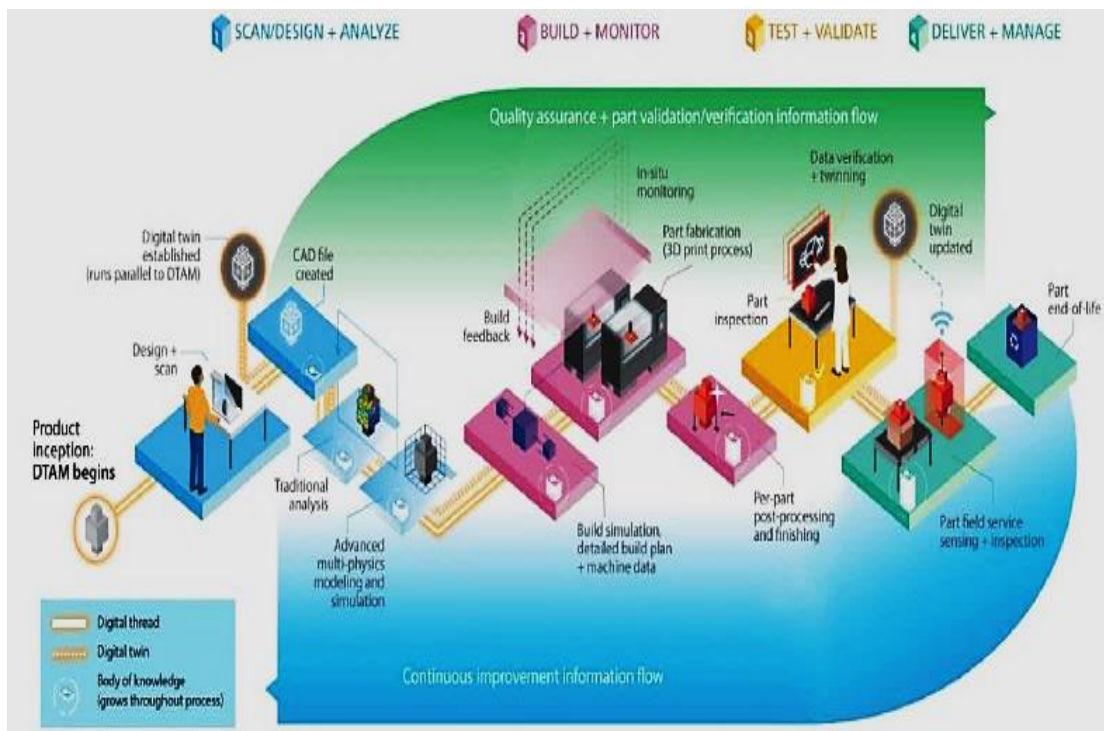 1 SCAN/DESIGN + ANALYZE
2 BUILD + MONITOR
3 TEST + VALIDATE
4 DELIVER + MANAGE
Quality assurance + part validation/verification information flow
Data verification
+ twinning
In-situ
monitoring
Digital twin
established
(runs parallel to DTAM)
CAD file
created
Part fabrication
(3D print process)
Digital
twin
updated
Part
end-of-life
Build
feedback
Part
inspection
Design +
scan
Product
inception:
DTAM begins
Traditional
analysis
Advanced
multi-physics
modeling and
simulation
Build simulation,
detailed build plan
+ machine data
Per-part
post-processing
and finishing
Part field service
sensing + inspection
Digital thread
Digital twin
Body of knowledge
(grows throughout process)
Continuous improvement information flow